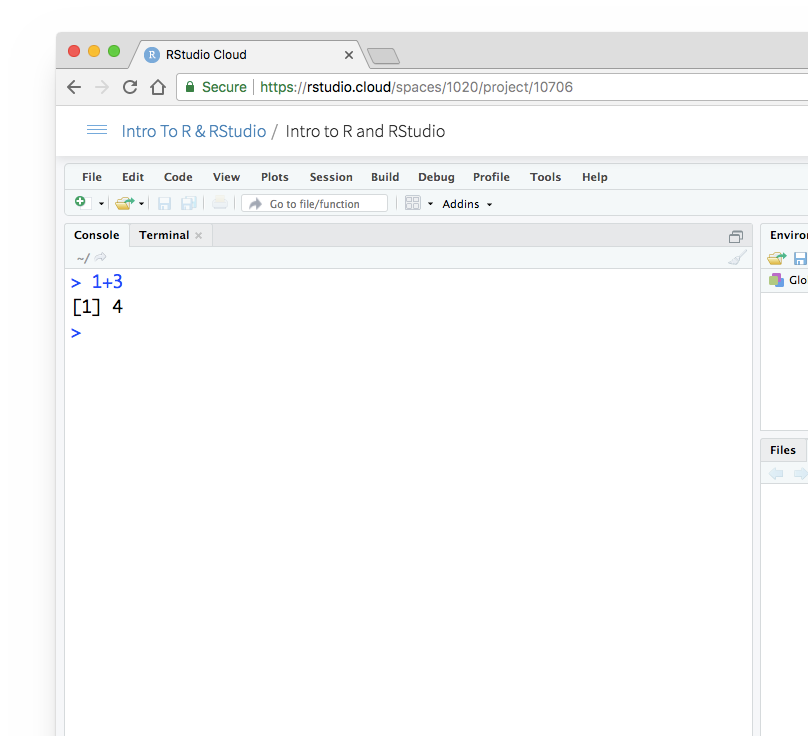 R RStudio Cloud
Secure https://rstudio.cloud/spaces/1020/project/10706
Intro To R & RStudio / Intro to R and RStudio
File Edit Code View Plots Session Build Debug Profile Tools Help
Go to file/function Addins
Console Terminal
~/
> 1+3
[1] 4
>
Environ
Glo
Files